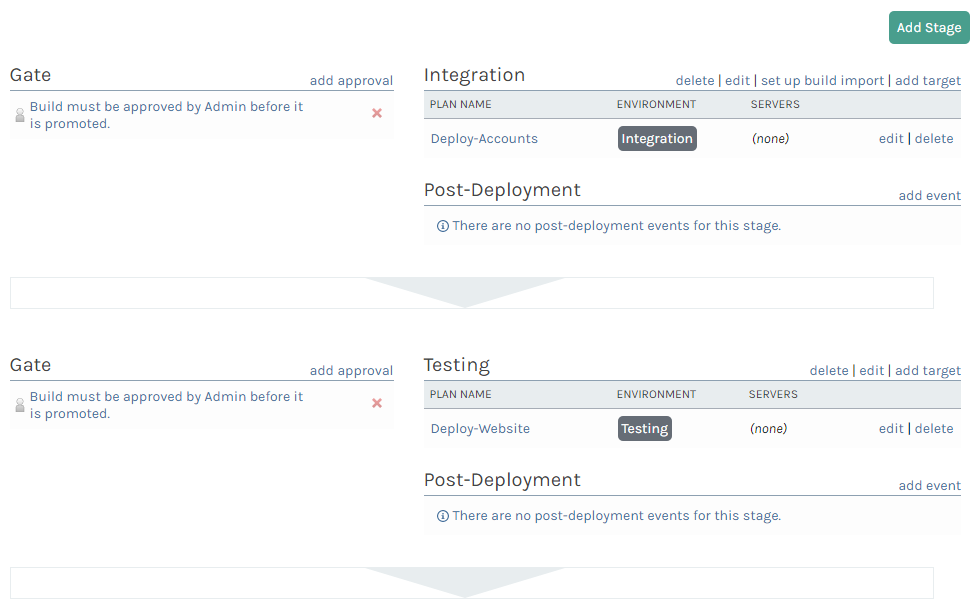 Add Stage
Gate
add approval
Build must be approved by Admin before it
is promoted.
Integration
delete | edit | set up build import | add target
PLAN NAME ENVIRONMENT SERVERS
Deploy-Accounts Integration (none) edit | delete
Post-Deployment
add event
There are no post-deployment events for this stage.
Gate
add approval
Build must be approved by Admin before it
is promoted.
Testing
delete | edit | add target
PLAN NAME ENVIRONMENT SERVERS
Deploy-Website Testing (none) edit | delete
Post-Deployment
add event
There are no post-deployment events for this stage.